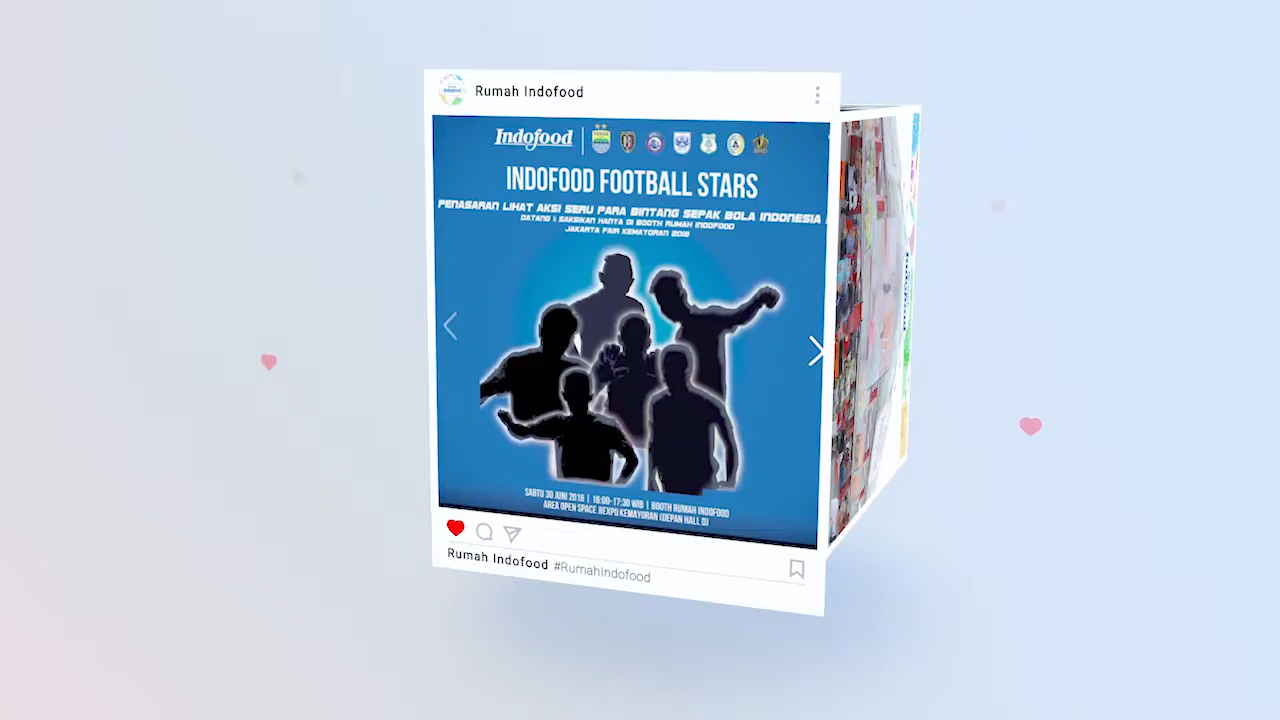 Rumah Indofood
Indofood
INDOFOOD FOOTBALL STARS
PENASARAN LIHAT AKSI SERU PARA BINTANG SEPAK BOLA INDONESIA
DATANG & SAKSIKAN HANYA DI BOOTH RUMAH INDOFOOD
JAKARTA FAIR KEMAYORAN 2018
SABTU 30 JUNI 2018 | 16:00-17:30 WIB | BOOTH RUMAH INDOFOOD
AREA OPEN SPACE JIEXPO KEMAYORAN (DEPAN HALL D)
Rumah Indofood #RumahIndofood